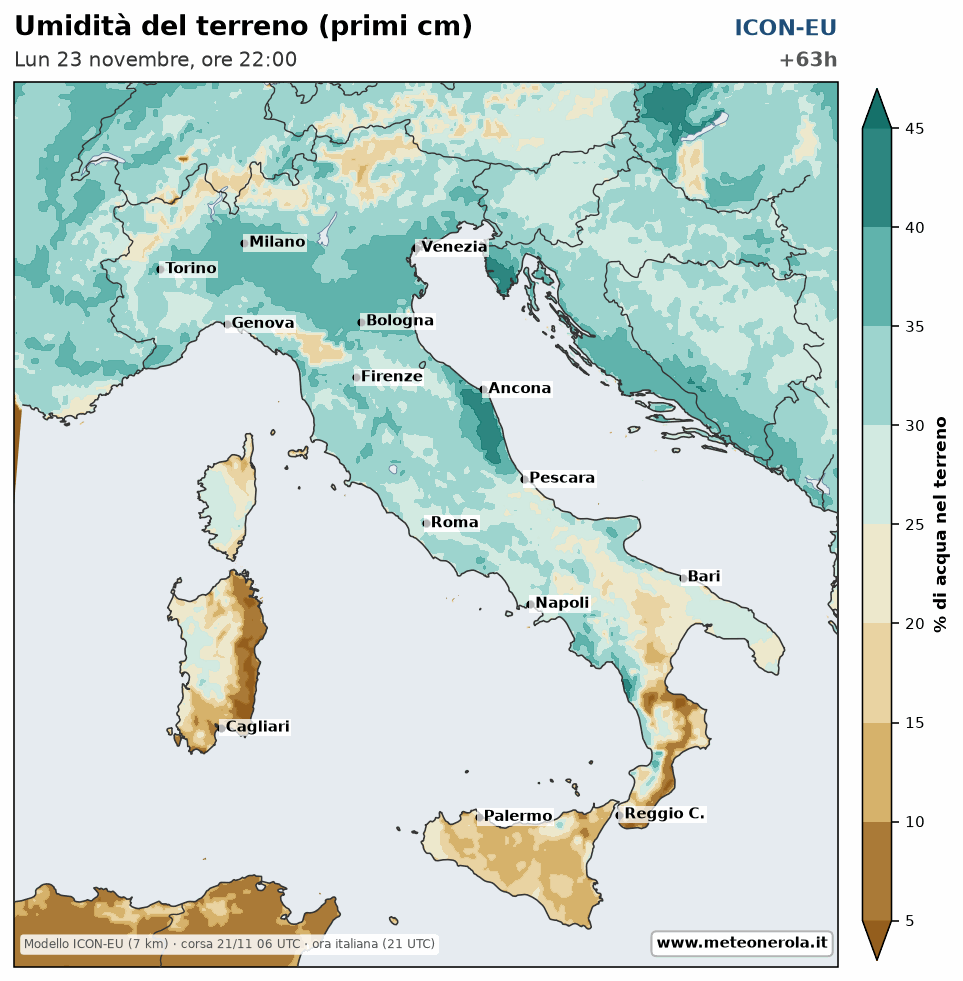 Umidità del terreno (primi cm)
ICON-EU
Lun 23 novembre, ore 22:00
+63h
Milano
Venezia
Torino
Genova
Bologna
Firenze
Ancona
Pescara
Roma
Bari
Napoli
Cagliari
Palermo
Reggio C.
45
40
35
30
25
20
15
10
5
% di acqua nel terreno
Modello ICON-EU (7 km) · corsa 21/11 06 UTC · ora italiana (21 UTC)
www.meteonerola.it